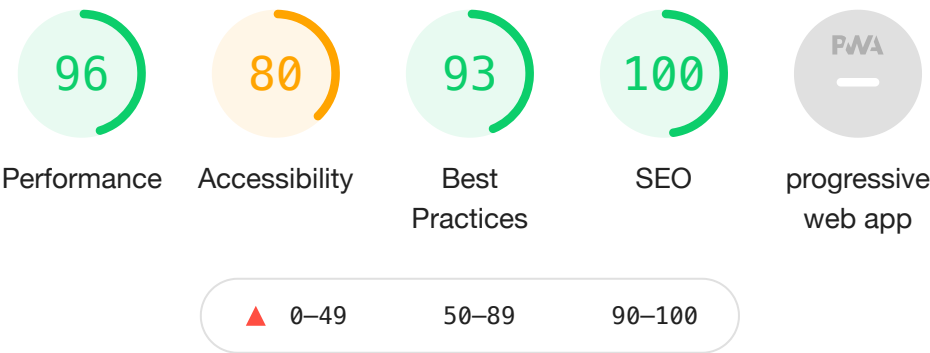 96 80 93 100 PWA
Performance Accessibility Best Practices SEO progressive web app
0–49 50–89 90–100